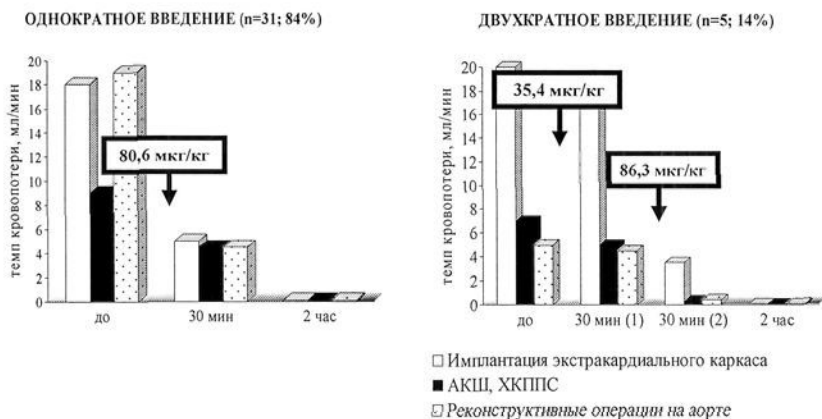 ОДНОКРАТНОЕ ВВЕДЕНИЕ (n=31; 84%)
темп кровопотери, мл/мин
20
18
16
14
12
10
8
6
4
2
0
80,6 мкг/кг
до
30 мин
2 час
ДВУХКРАТНОЕ ВВЕДЕНИЕ (n=5; 14%)
темп кровопотери, мл/мин
20
18
16
14
12
10
8
6
4
2
0
35,4 мкг/кг
86,3 мкг/кг
до
30 мин (1)
30 мин (2)
2 час
Имплантация экстракардиального каркаса
АКШ, ХКППС
Реконструктивные операции на аорте